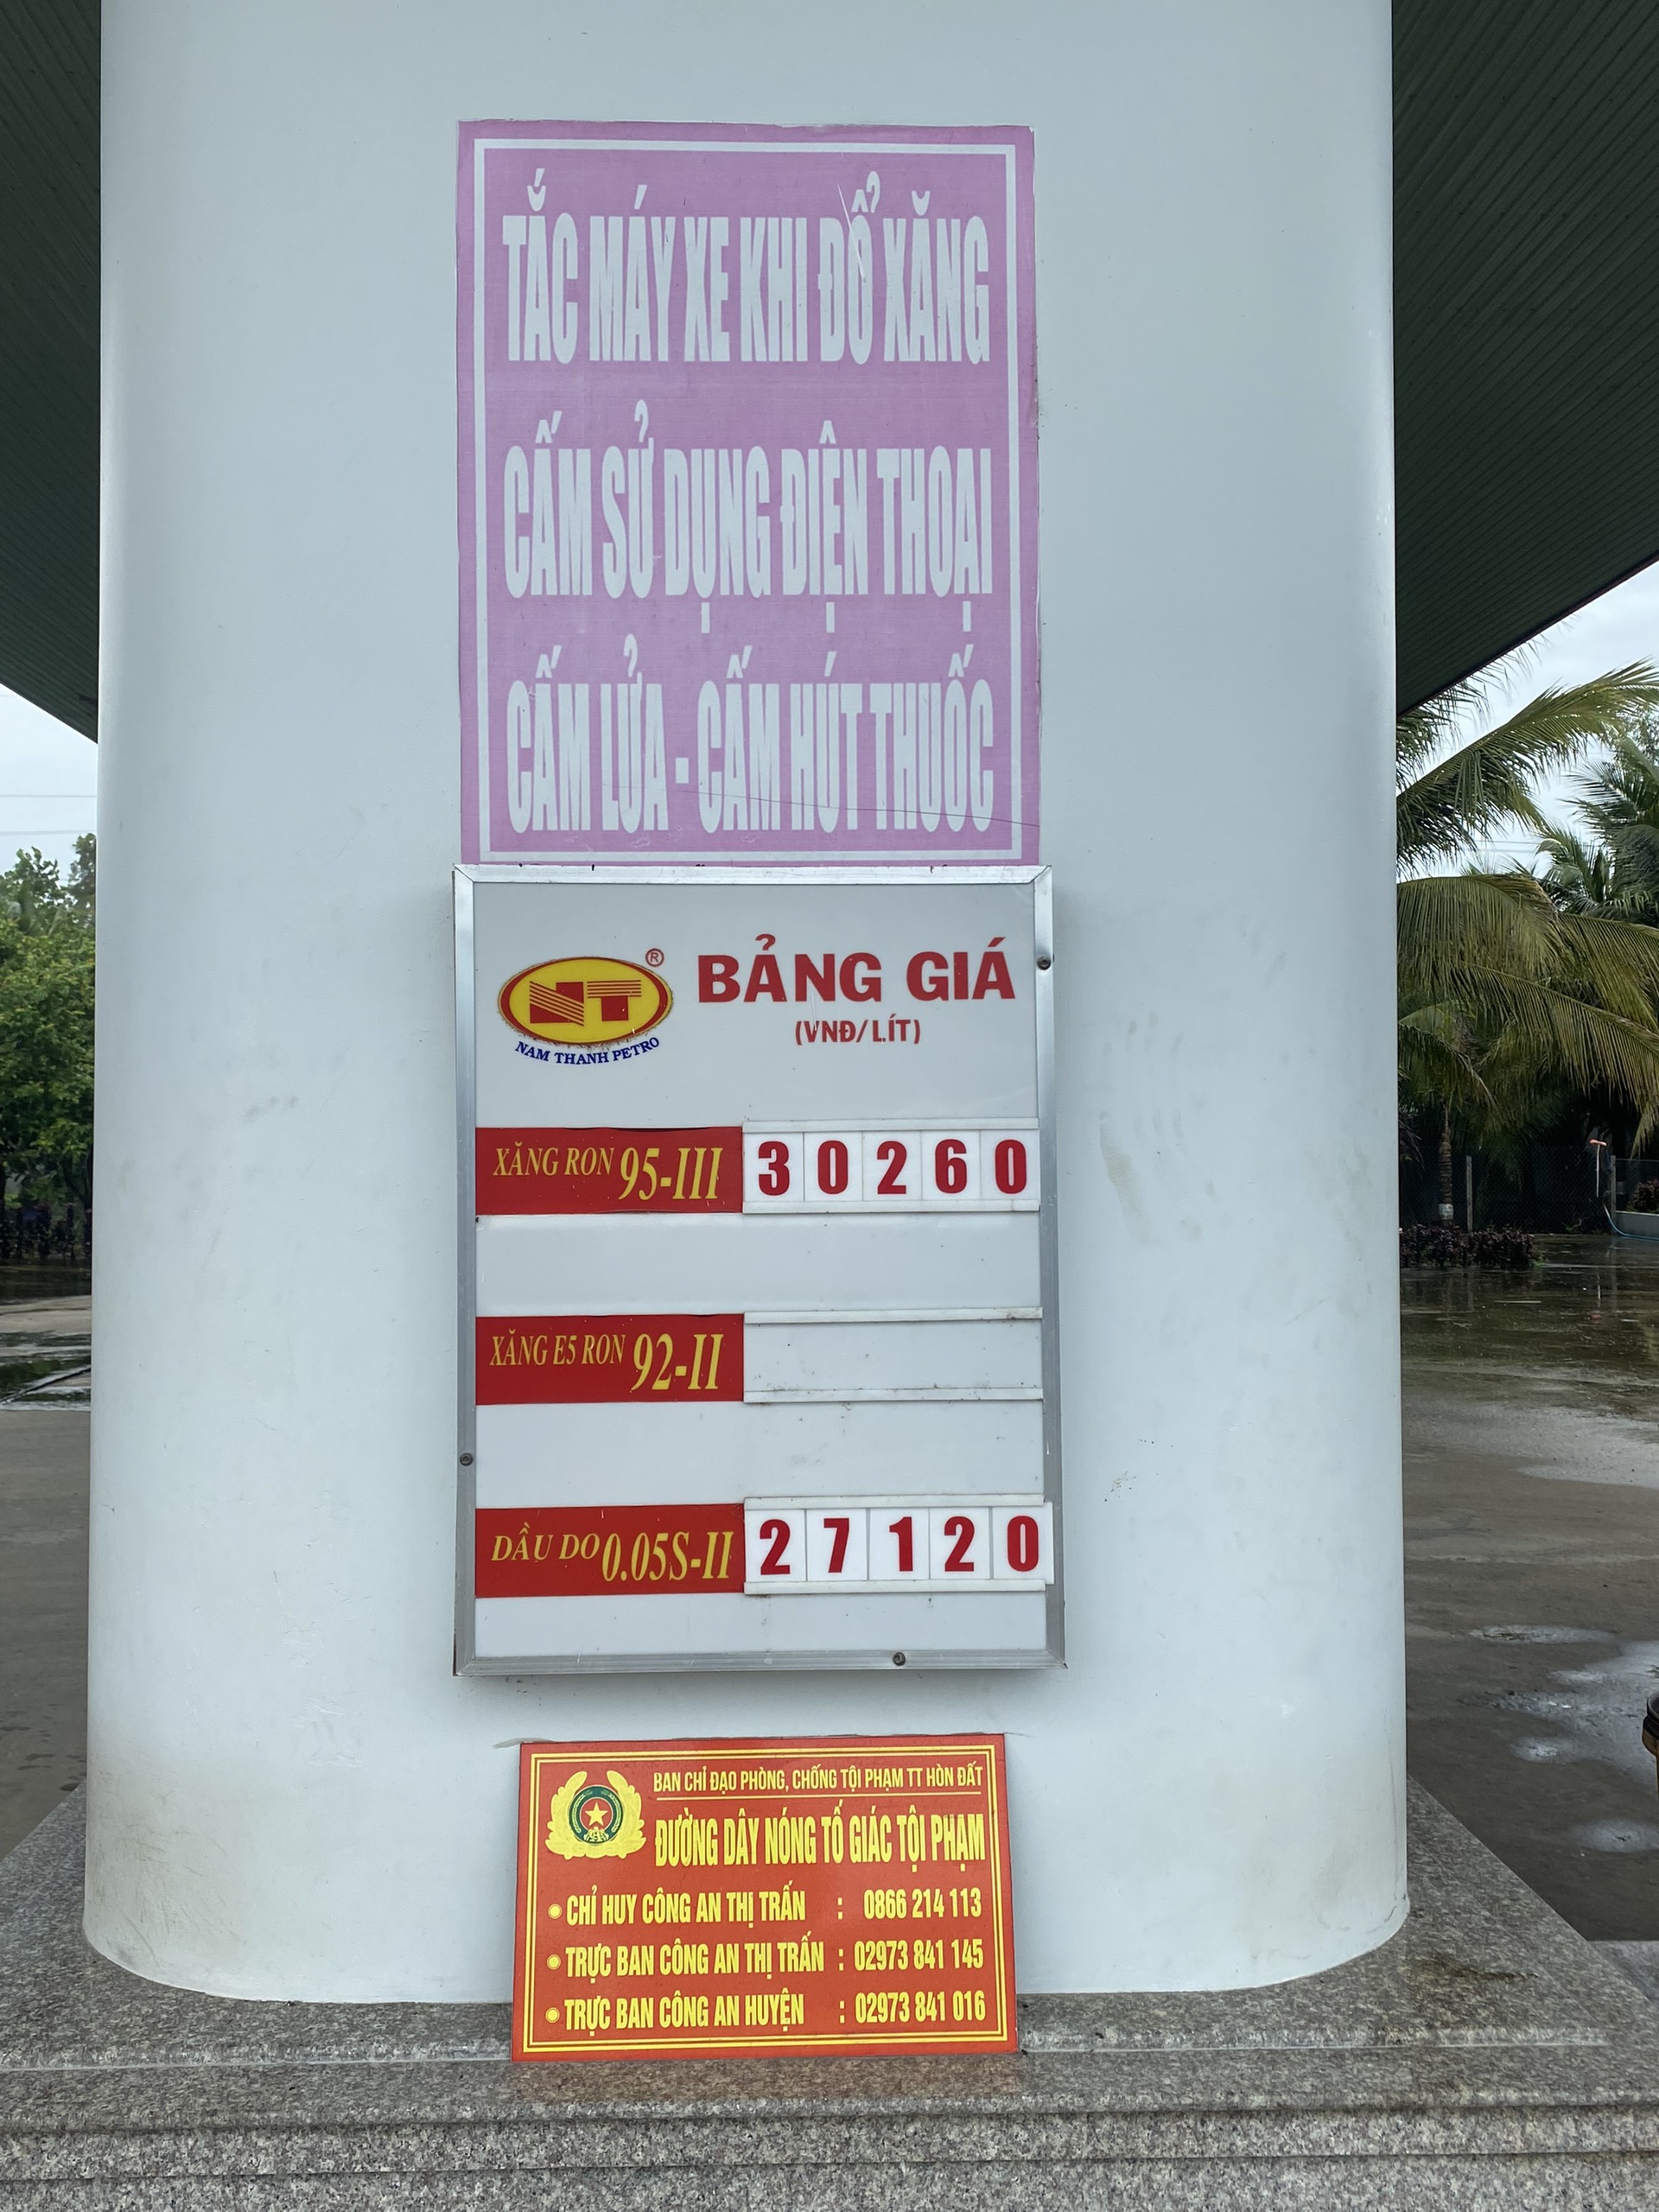 TẮC MÁY XE KHI ĐỔ XĂNG
CẤM SỬ DỤNG ĐIỆN THOẠI
CẤM LỬA - CẤM HÚT THUỐC
NT ®
NAM THANH PETRO
BẢNG GIÁ
(VNĐ/LÍT)
XĂNG RON 95-III 30260
XĂNG E5 RON 92-II
DẦU DO 0.05S-II 27120
BAN CHỈ ĐẠO PHÒNG, CHỐNG TỘI PHẠM TT HÒN ĐẤT
ĐƯỜNG DÂY NÓNG TỐ GIÁC TỘI PHẠM
• CHỈ HUY CÔNG AN THỊ TRẤN : 0866 214 113
• TRỰC BAN CÔNG AN THỊ TRẤN : 02973 841 145
• TRỰC BAN CÔNG AN HUYỆN : 02973 841 016